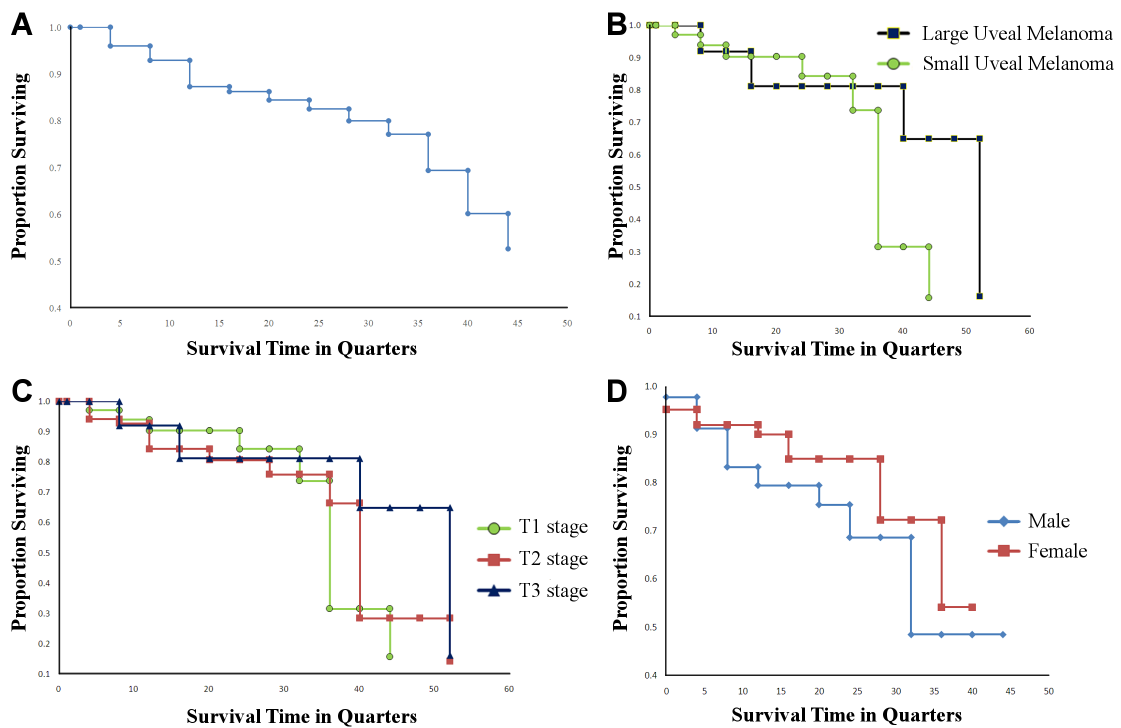 A
Proportion Surviving
1.0
0.9
0.8
0.7
0.6
0.5
0.4
0 5 10 15 20 25 30 35 40 45 50
Survival Time in Quarters
B
Proportion Surviving
1.0
0.9
0.8
0.7
0.6
0.5
0.4
0.3
0.2
0.1
0 10 20 30 40 50 60
Survival Time in Quarters
Large Uveal Melanoma
Small Uveal Melanoma
C
Proportion Surviving
1.0
0.9
0.8
0.7
0.6
0.5
0.4
0.3
0.2
0.1
0 10 20 30 40 50 60
Survival Time in Quarters
T1 stage
T2 stage
T3 stage
D
Proportion Surviving
1.0
0.9
0.8
0.7
0.6
0.5
0.4
0 5 10 15 20 25 30 35 40 45 50
Survival Time in Quarters
Male
Female